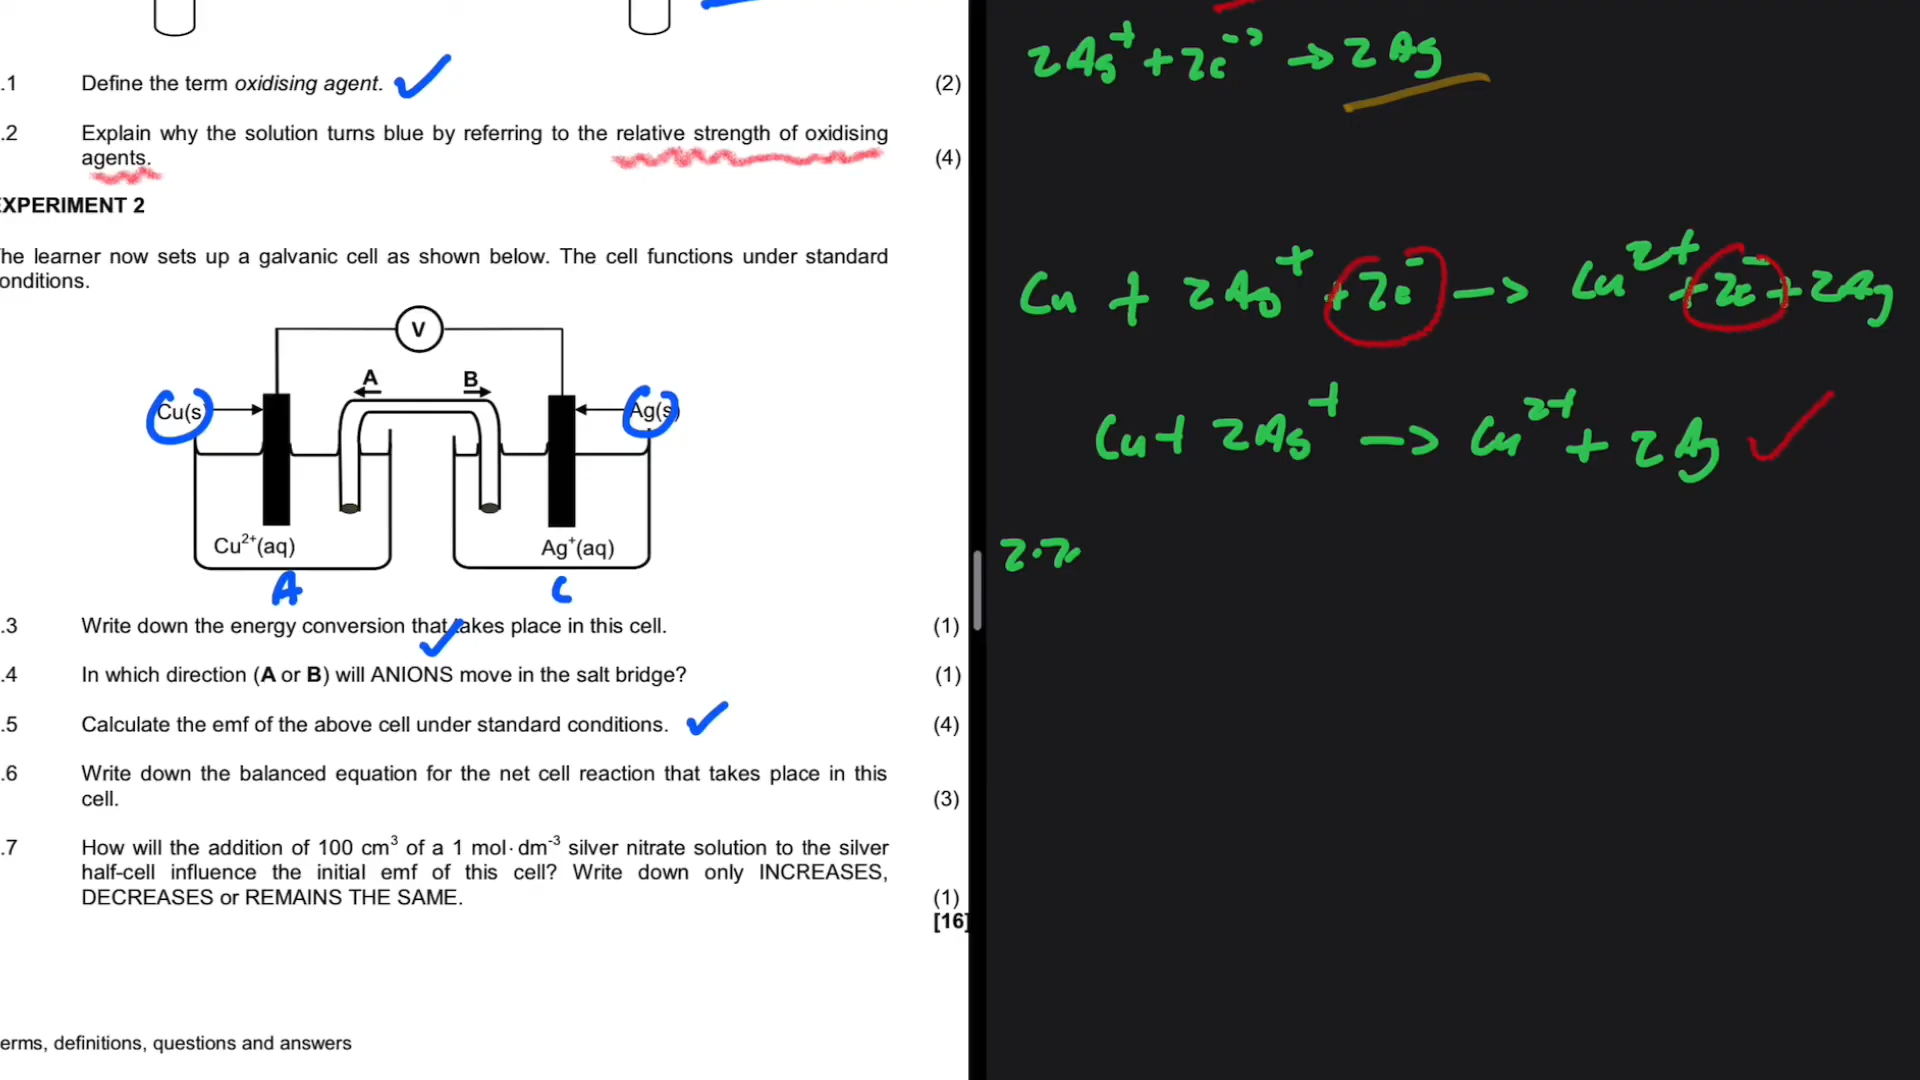 .1 Define the term oxidising agent. (2)
.2 Explain why the solution turns blue by referring to the relative strength of oxidising
agents. (4)
EXPERIMENT 2
he learner now sets up a galvanic cell as shown below. The cell functions under standard
onditions.
V
A B
Cu(s) Ag(s)
Cu²⁺(aq) Ag⁺(aq)
A C
.3 Write down the energy conversion that takes place in this cell. (1)
.4 In which direction (A or B) will ANIONS move in the salt bridge? (1)
.5 Calculate the emf of the above cell under standard conditions. (4)
.6 Write down the balanced equation for the net cell reaction that takes place in this
cell. (3)
.7 How will the addition of 100 cm³ of a 1 mol·dm⁻³ silver nitrate solution to the silver
half-cell influence the initial emf of this cell? Write down only INCREASES,
DECREASES or REMAINS THE SAME. (1)
[16]
erms, definitions, questions and answers
2Ag⁺ + 2e⁻ → 2Ag
Cu + 2Ag⁺ + 2e⁻ → Cu²⁺ + 2e⁻ + 2Ag
Cu + 2Ag⁺ → Cu²⁺ + 2Ag